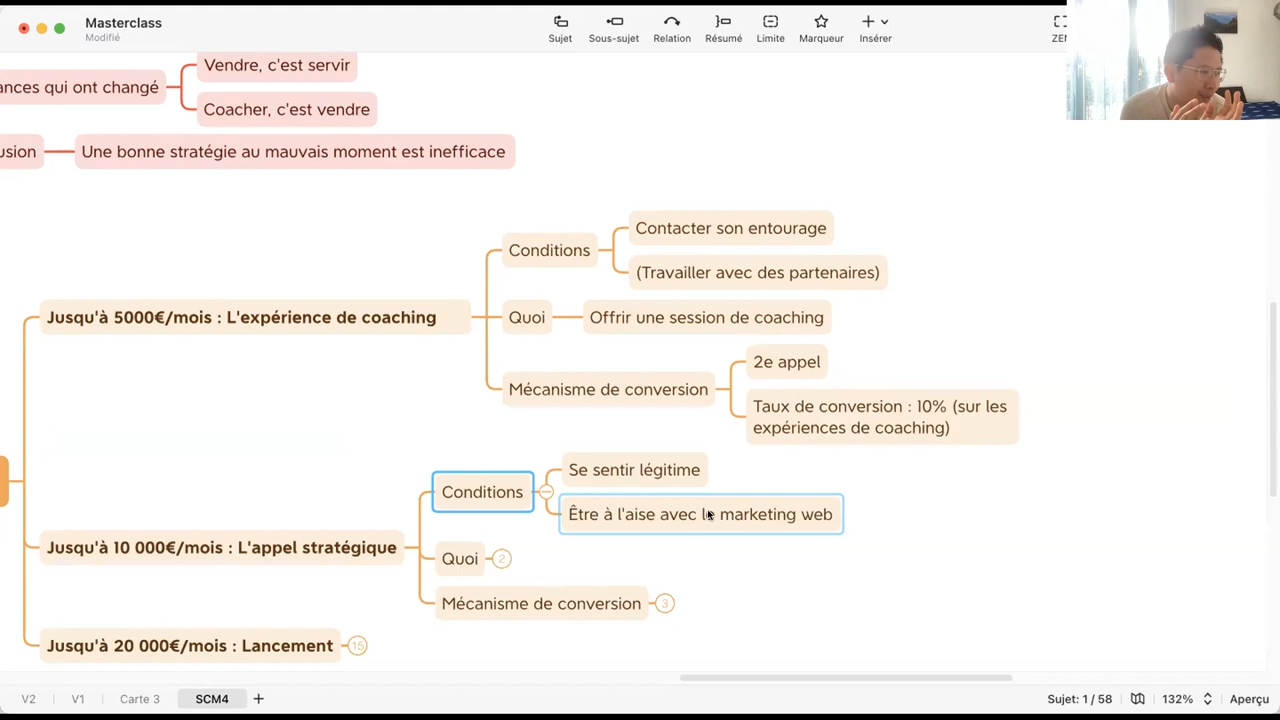 Masterclass
Modifié
Sujet
Sous-sujet
Relation
Résumé
Limite
Marqueur
Insérer
ZEN
ances qui ont changé
Vendre, c'est servir
Coacher, c'est vendre
usion
Une bonne stratégie au mauvais moment est inefficace
Jusqu'à 5000€/mois : L'expérience de coaching
Conditions
Contacter son entourage
(Travailler avec des partenaires)
Quoi
Offrir une session de coaching
Mécanisme de conversion
2e appel
Taux de conversion : 10% (sur les
expériences de coaching)
Jusqu'à 10 000€/mois : L'appel stratégique
Conditions
Se sentir légitime
Être à l'aise avec le marketing web
Quoi
2
Mécanisme de conversion
3
Jusqu'à 20 000€/mois : Lancement
15
V2
V1
Carte 3
SCM4
Sujet: 1 / 58
132%
Aperçu